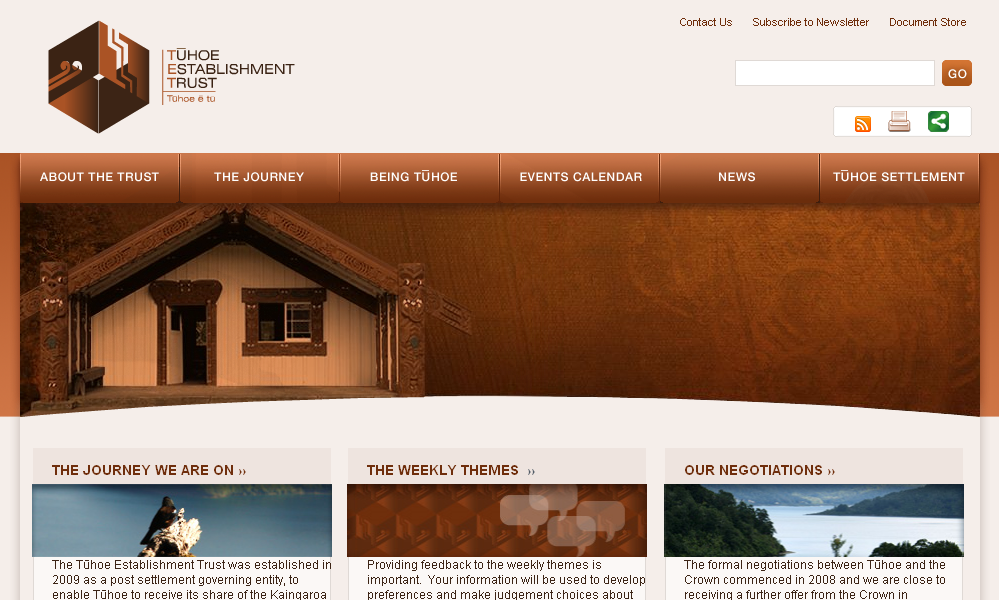 Contact Us
Subscribe to Newsletter
Document Store
TŪHOE
ESTABLISHMENT
TRUST
Tūhoe ē tū
GO
ABOUT THE TRUST
THE JOURNEY
BEING TŪHOE
EVENTS CALENDAR
NEWS
TŪHOE SETTLEMENT
THE JOURNEY WE ARE ON ››
The Tūhoe Establishment Trust was established in
2009 as a post settlement governing entity, to
enable Tūhoe to receive its share of the Kaingaroa
THE WEEKLY THEMES ››
Providing feedback to the weekly themes is
important.  Your information will be used to develop
preferences and make judgement choices about
OUR NEGOTIATIONS ››
The formal negotiations between Tūhoe and the
Crown commenced in 2008 and we are close to
receiving a further offer from the Crown in